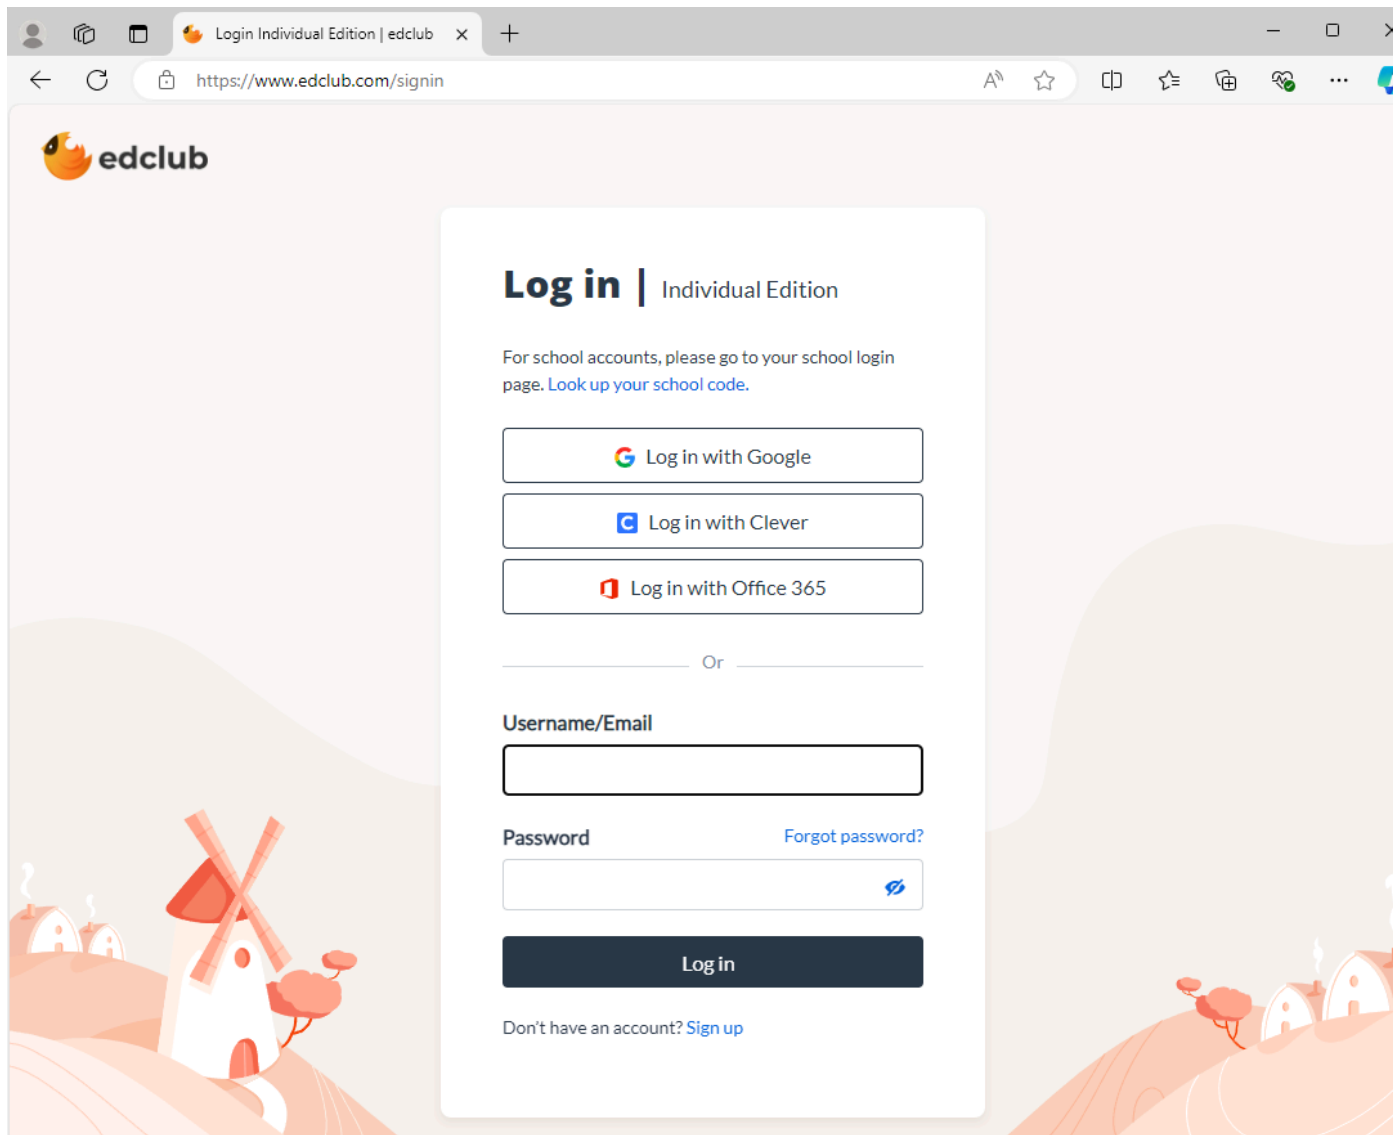 Login Individual Edition | edclub
https://www.edclub.com/signin
edclub
Log in | Individual Edition
For school accounts, please go to your school login
page. Look up your school code.
Log in with Google
Log in with Clever
Log in with Office 365
Or
Username/Email
Password
Forgot password?
Log in
Don't have an account? Sign up